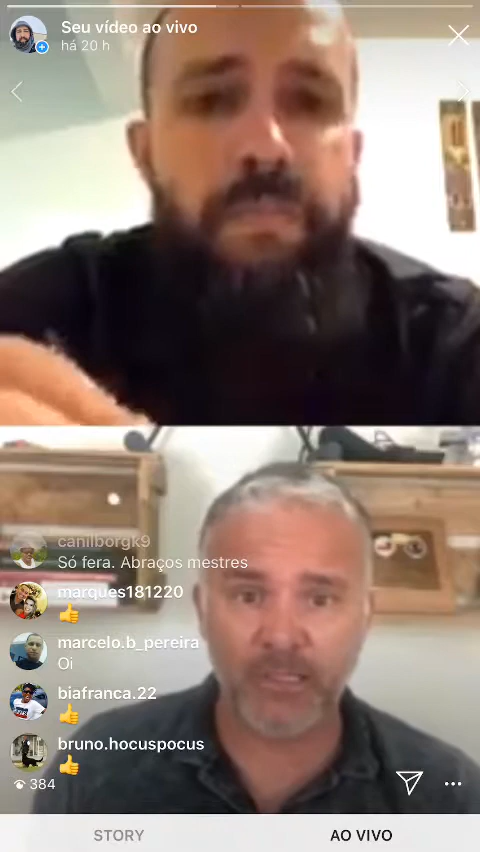 Seu vídeo ao vivo
há 20 h
canilborgk9
Só fera. Abraços mestres
marques181220
👍
marcelo.b_pereira
Oi
biafranca.22
👍
bruno.hocuspocus
👍
384
STORY AO VIVO